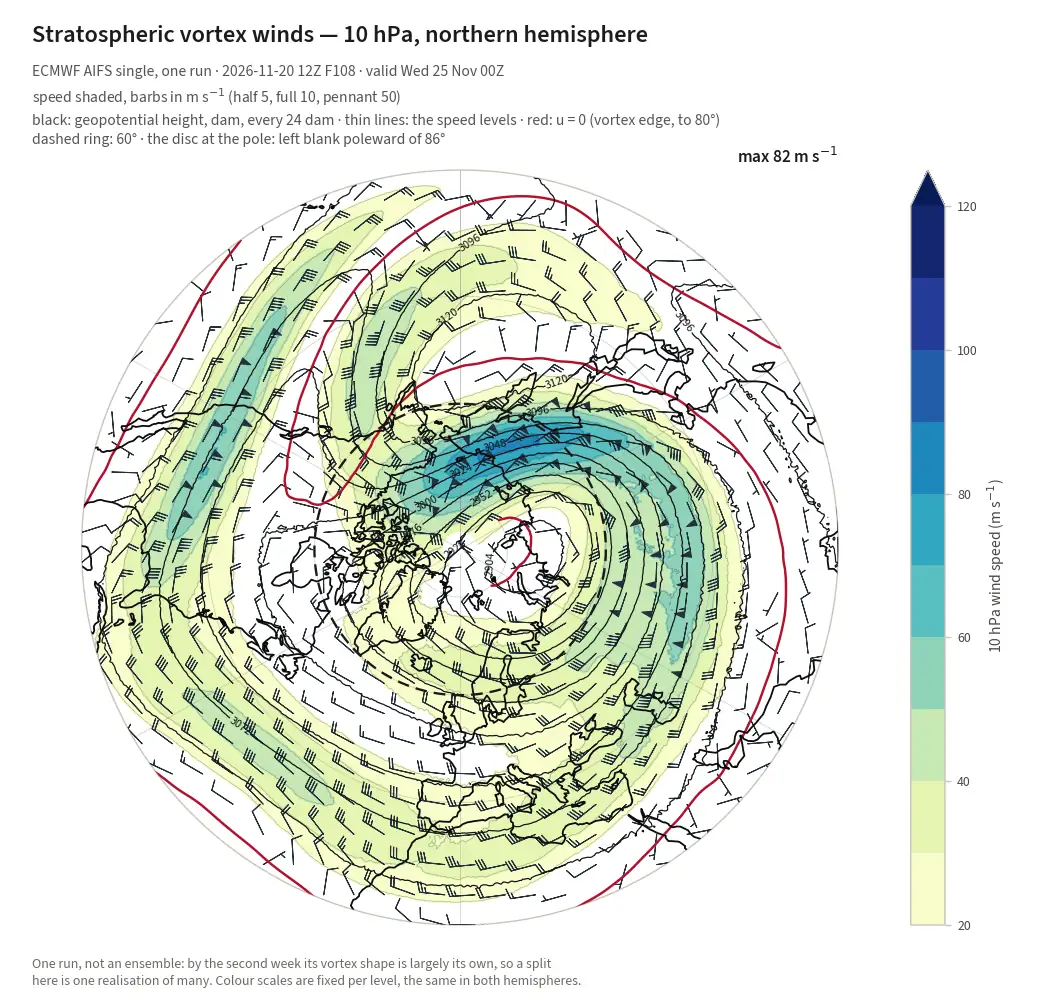 Stratospheric vortex winds — 10 hPa, northern hemisphere
ECMWF AIFS single, one run · 2026-11-20 12Z F108 · valid Wed 25 Nov 00Z
speed shaded, barbs in m s⁻¹ (half 5, full 10, pennant 50)
black: geopotential height, dam, every 24 dam · thin lines: the speed levels · red: u = 0 (vortex edge, to 80°)
dashed ring: 60° · the disc at the pole: left blank poleward of 86°
max 82 m s⁻¹
3096
3120
3096
3120
3096
3048
3000
2952
2904
120
100
80
60
40
20
10 hPa wind speed (m s⁻¹)
One run, not an ensemble: by the second week its vortex shape is largely its own, so a split
here is one realisation of many. Colour scales are fixed per level, the same in both hemispheres.